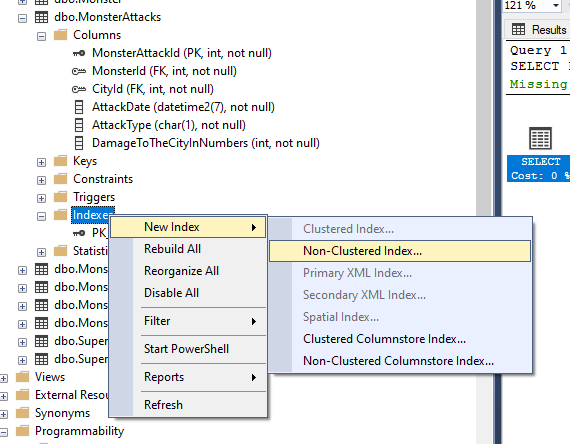 dbo.Monster
dbo.MonsterAttacks
Columns
MonsterAttackId (PK, int, not null)
MonsterId (FK, int, not null)
CityId (FK, int, not null)
AttackDate (datetime2(7), not null)
AttackType (char(1), not null)
DamageToTheCityInNumbers (int, not null)
Keys
Constraints
Triggers
Indexes
PK_
Statisti
dbo.Monst
dbo.Mons
dbo.Mons
dbo.Mons
dbo.Super
dbo.Super
Views
External Resou
Synonyms
Programmability
New Index
Rebuild All
Reorganize All
Disable All
Filter
Start PowerShell
Reports
Refresh
Clustered Index...
Non-Clustered Index...
Primary XML Index...
Secondary XML Index...
Spatial Index...
Clustered Columnstore Index...
Non-Clustered Columnstore Index...
121 %
Results
Query 1
SELECT
Missing
SELECT
Cost: 0 %